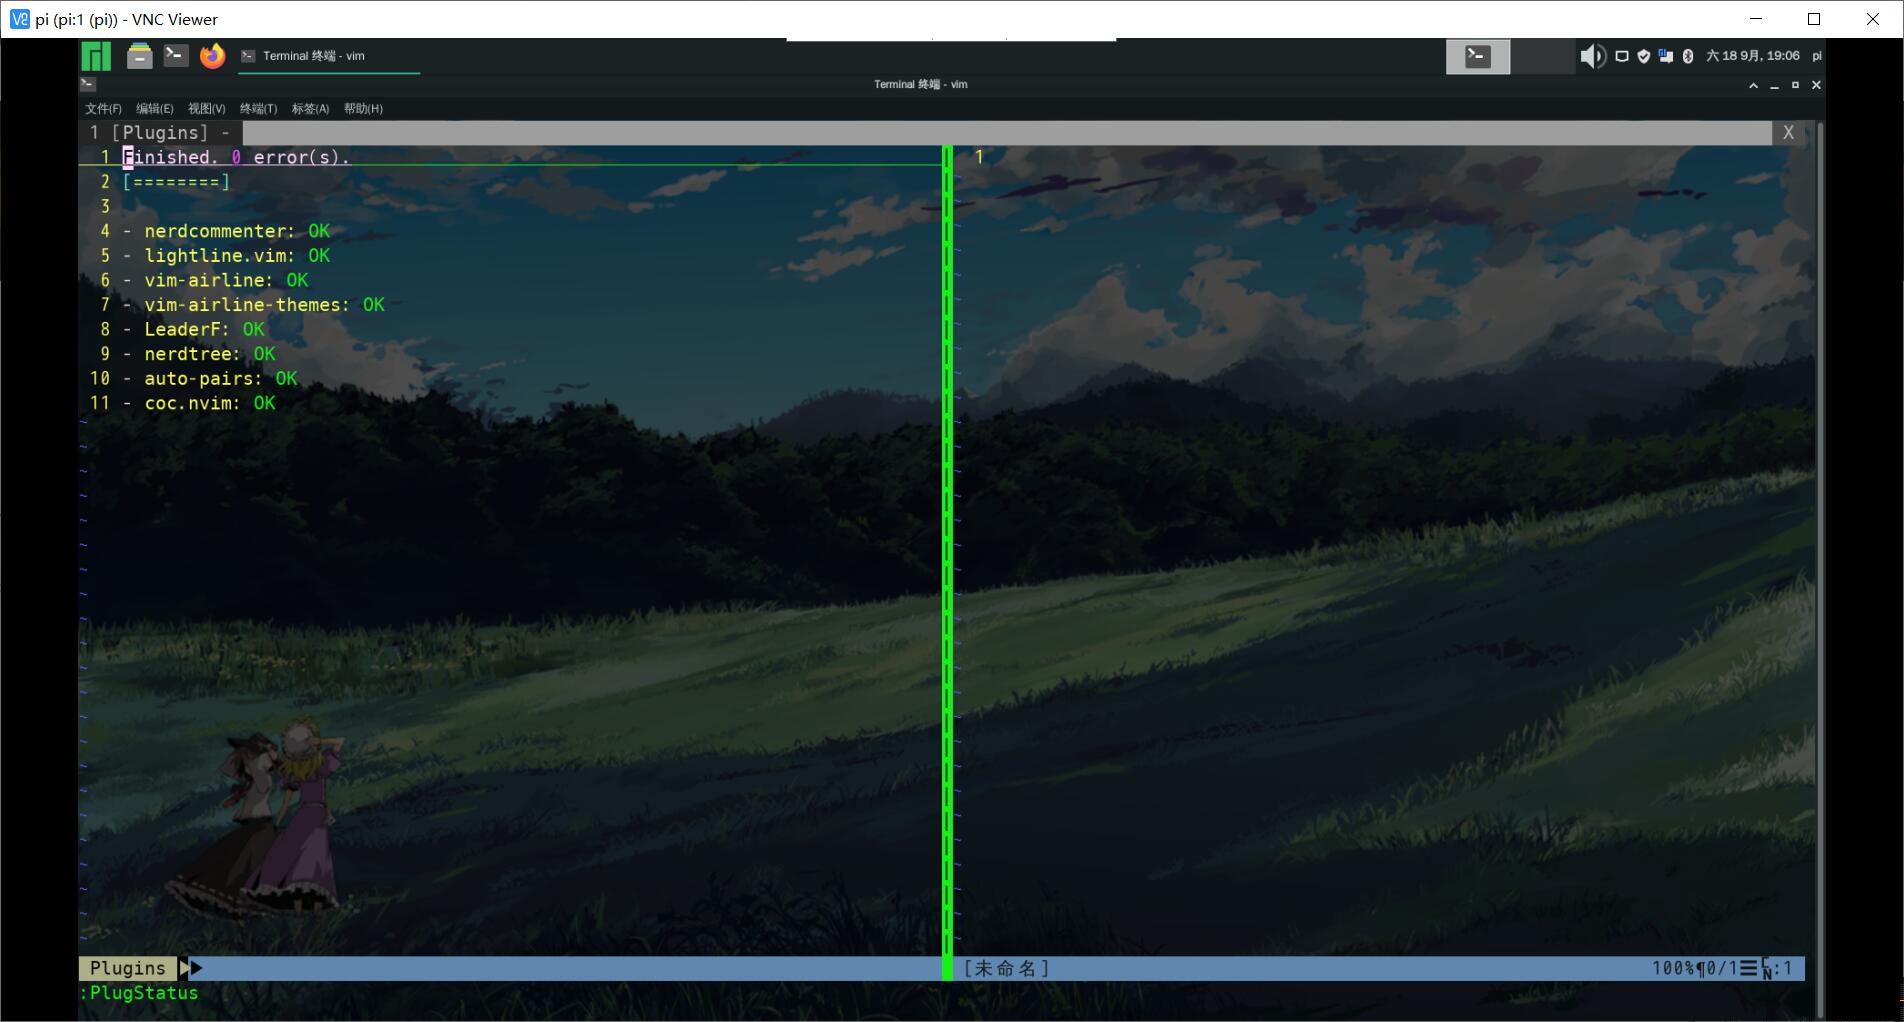 V2 pi (pi:1 (pi)) - VNC Viewer
Terminal 终端 - vim
六 18 9月, 19:06 pi
Terminal 终端 - vim
文件(F) 编辑(E) 视图(V) 终端(T) 标签(A) 帮助(H)
1 [Plugins] - X
1 Finished. 0 error(s).
2 [========]
3
4 - nerdcommenter: OK
5 - lightline.vim: OK
6 - vim-airline: OK
7 - vim-airline-themes: OK
8 - LeaderF: OK
9 - nerdtree: OK
10 - auto-pairs: OK
11 - coc.nvim: OK
1
Plugins
[未命名] 100%¶0/1☰:1
:PlugStatus